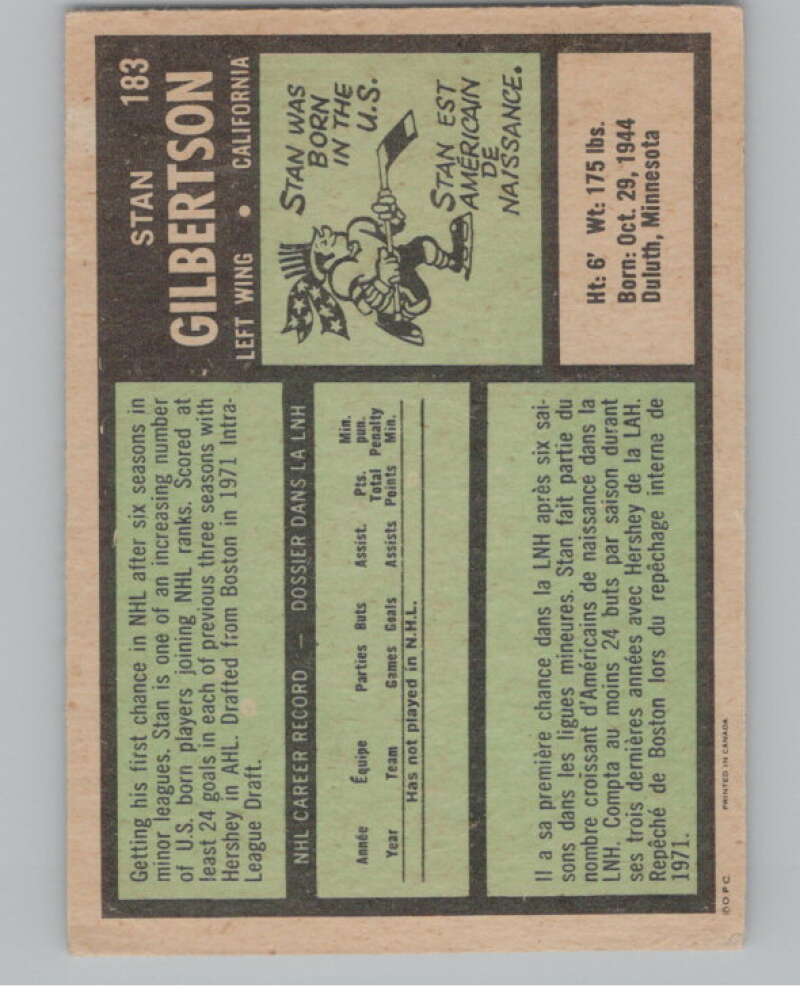 STAN 183
GILBERTSON
LEFT WING • CALIFORNIA
STAN WAS
BORN
IN THE
U.S.
STAN EST
AMÉRICAIN
DE
NAISSANCE.
Ht: 6' Wt: 175 lbs.
Born: Oct. 29, 1944
Duluth, Minnesota
Getting his first chance in NHL after six seasons in
minor leagues. Stan is one of an increasing number
of U.S. born players joining NHL ranks. Scored at
least 24 goals in each of previous three seasons with
Hershey in AHL. Drafted from Boston in 1971 Intra-
League Draft.
NHL CAREER RECORD — DOSSIER DANS LA LNH
Année Équipe Parties Buts Assist. Pts. Min. pun.
Year Team Games Goals Assists Total Points Penalty Min.
Has not played in N.H.L.
Il a sa première chance dans la LNH après six sai-
sons dans les ligues mineures. Stan fait partie du
nombre croissant d'Américains de naissance dans la
LNH. Compta au moins 24 buts par saison durant
ses trois dernières années avec Hershey de la LAH.
Repêché de Boston lors du repêchage interne de
1971.
©O.P.C. PRINTED IN CANADA